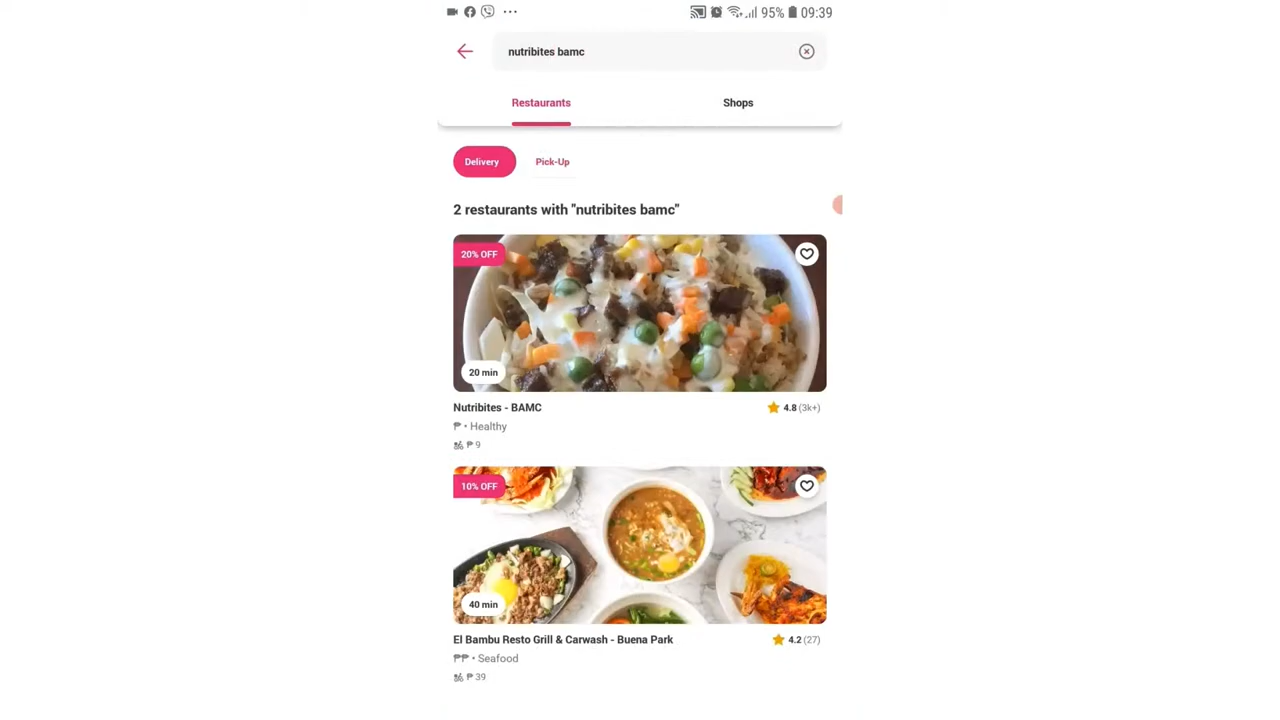 95% 09:39
nutribites bamc
Restaurants Shops
Delivery Pick-Up
2 restaurants with "nutribites bamc"
20% OFF
20 min
Nutribites - BAMC 4.8 (3k+)
₱ • Healthy
₱ 9
10% OFF
40 min
El Bambu Resto Grill & Carwash - Buena Park 4.2 (27)
₱₱ • Seafood
₱ 39